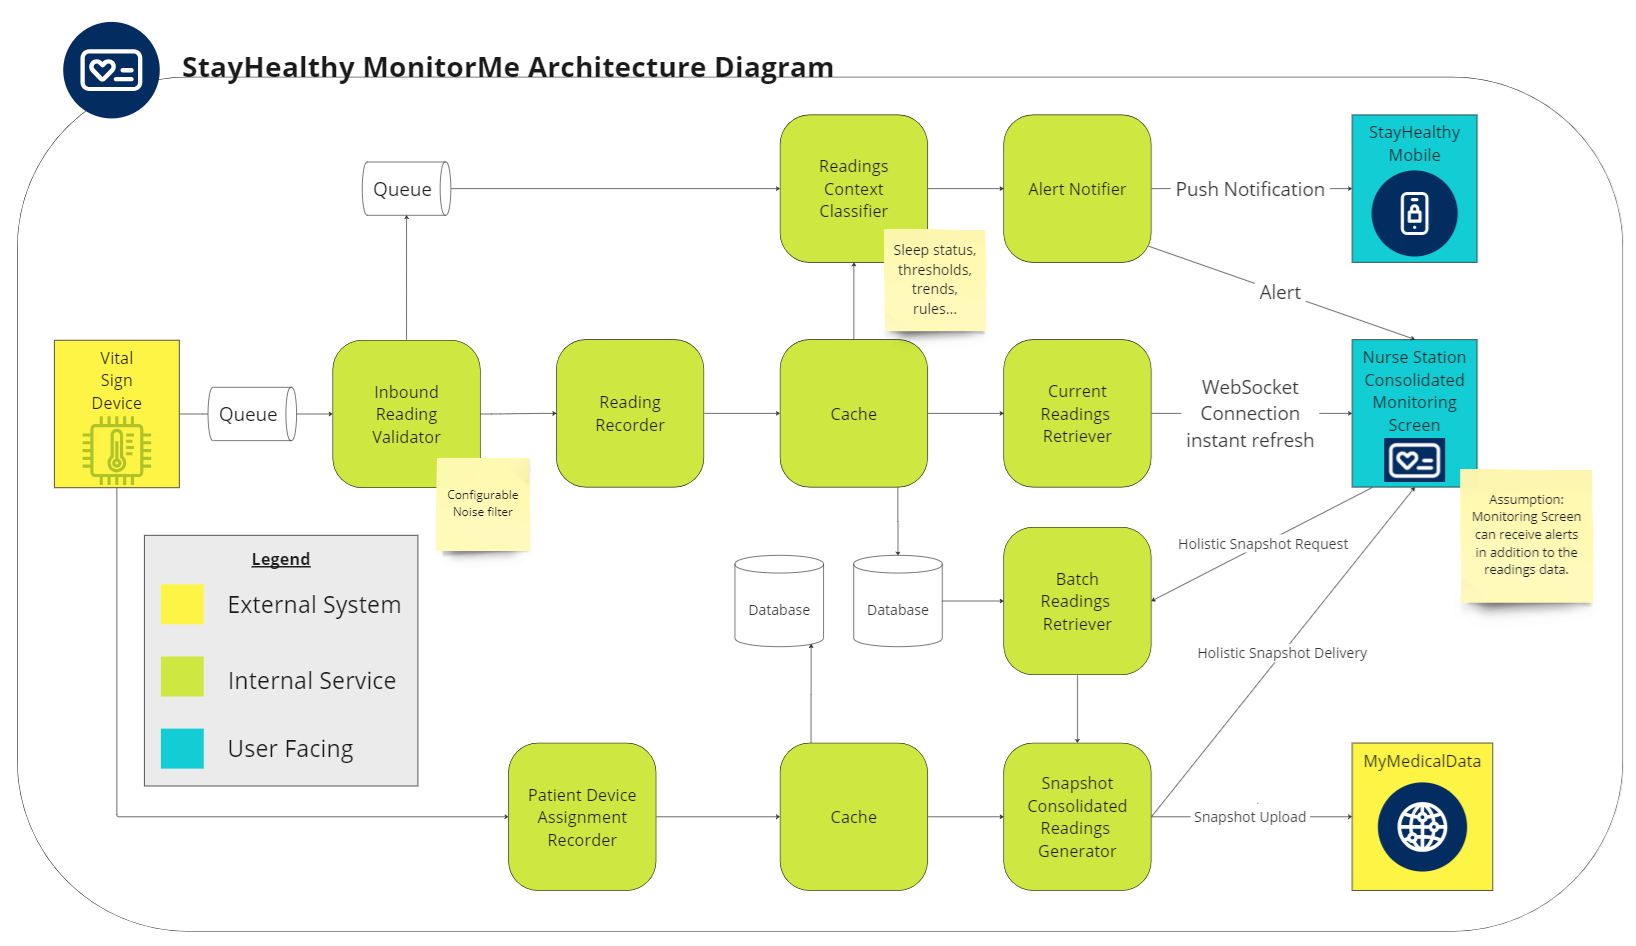 StayHealthy MonitorMe Architecture Diagram
Queue
Readings
Context
Classifier
Sleep status,
thresholds,
trends,
rules...
Alert Notifier
Push Notification
StayHealthy
Mobile
Alert
Vital
Sign
Device
Queue
Inbound
Reading
Validator
Configurable
Noise filter
Reading
Recorder
Cache
Current
Readings
Retriever
WebSocket
Connection
instant refresh
Nurse Station
Consolidated
Monitoring
Screen
Assumption:
Monitoring Screen
can receive alerts
in addition to the
readings data.
Holistic Snapshot Request
Legend
External System
Internal Service
User Facing
Database
Database
Batch
Readings
Retriever
Holistic Snapshot Delivery
Patient Device
Assignment
Recorder
Cache
Snapshot
Consolidated
Readings
Generator
Snapshot Upload
MyMedicalData